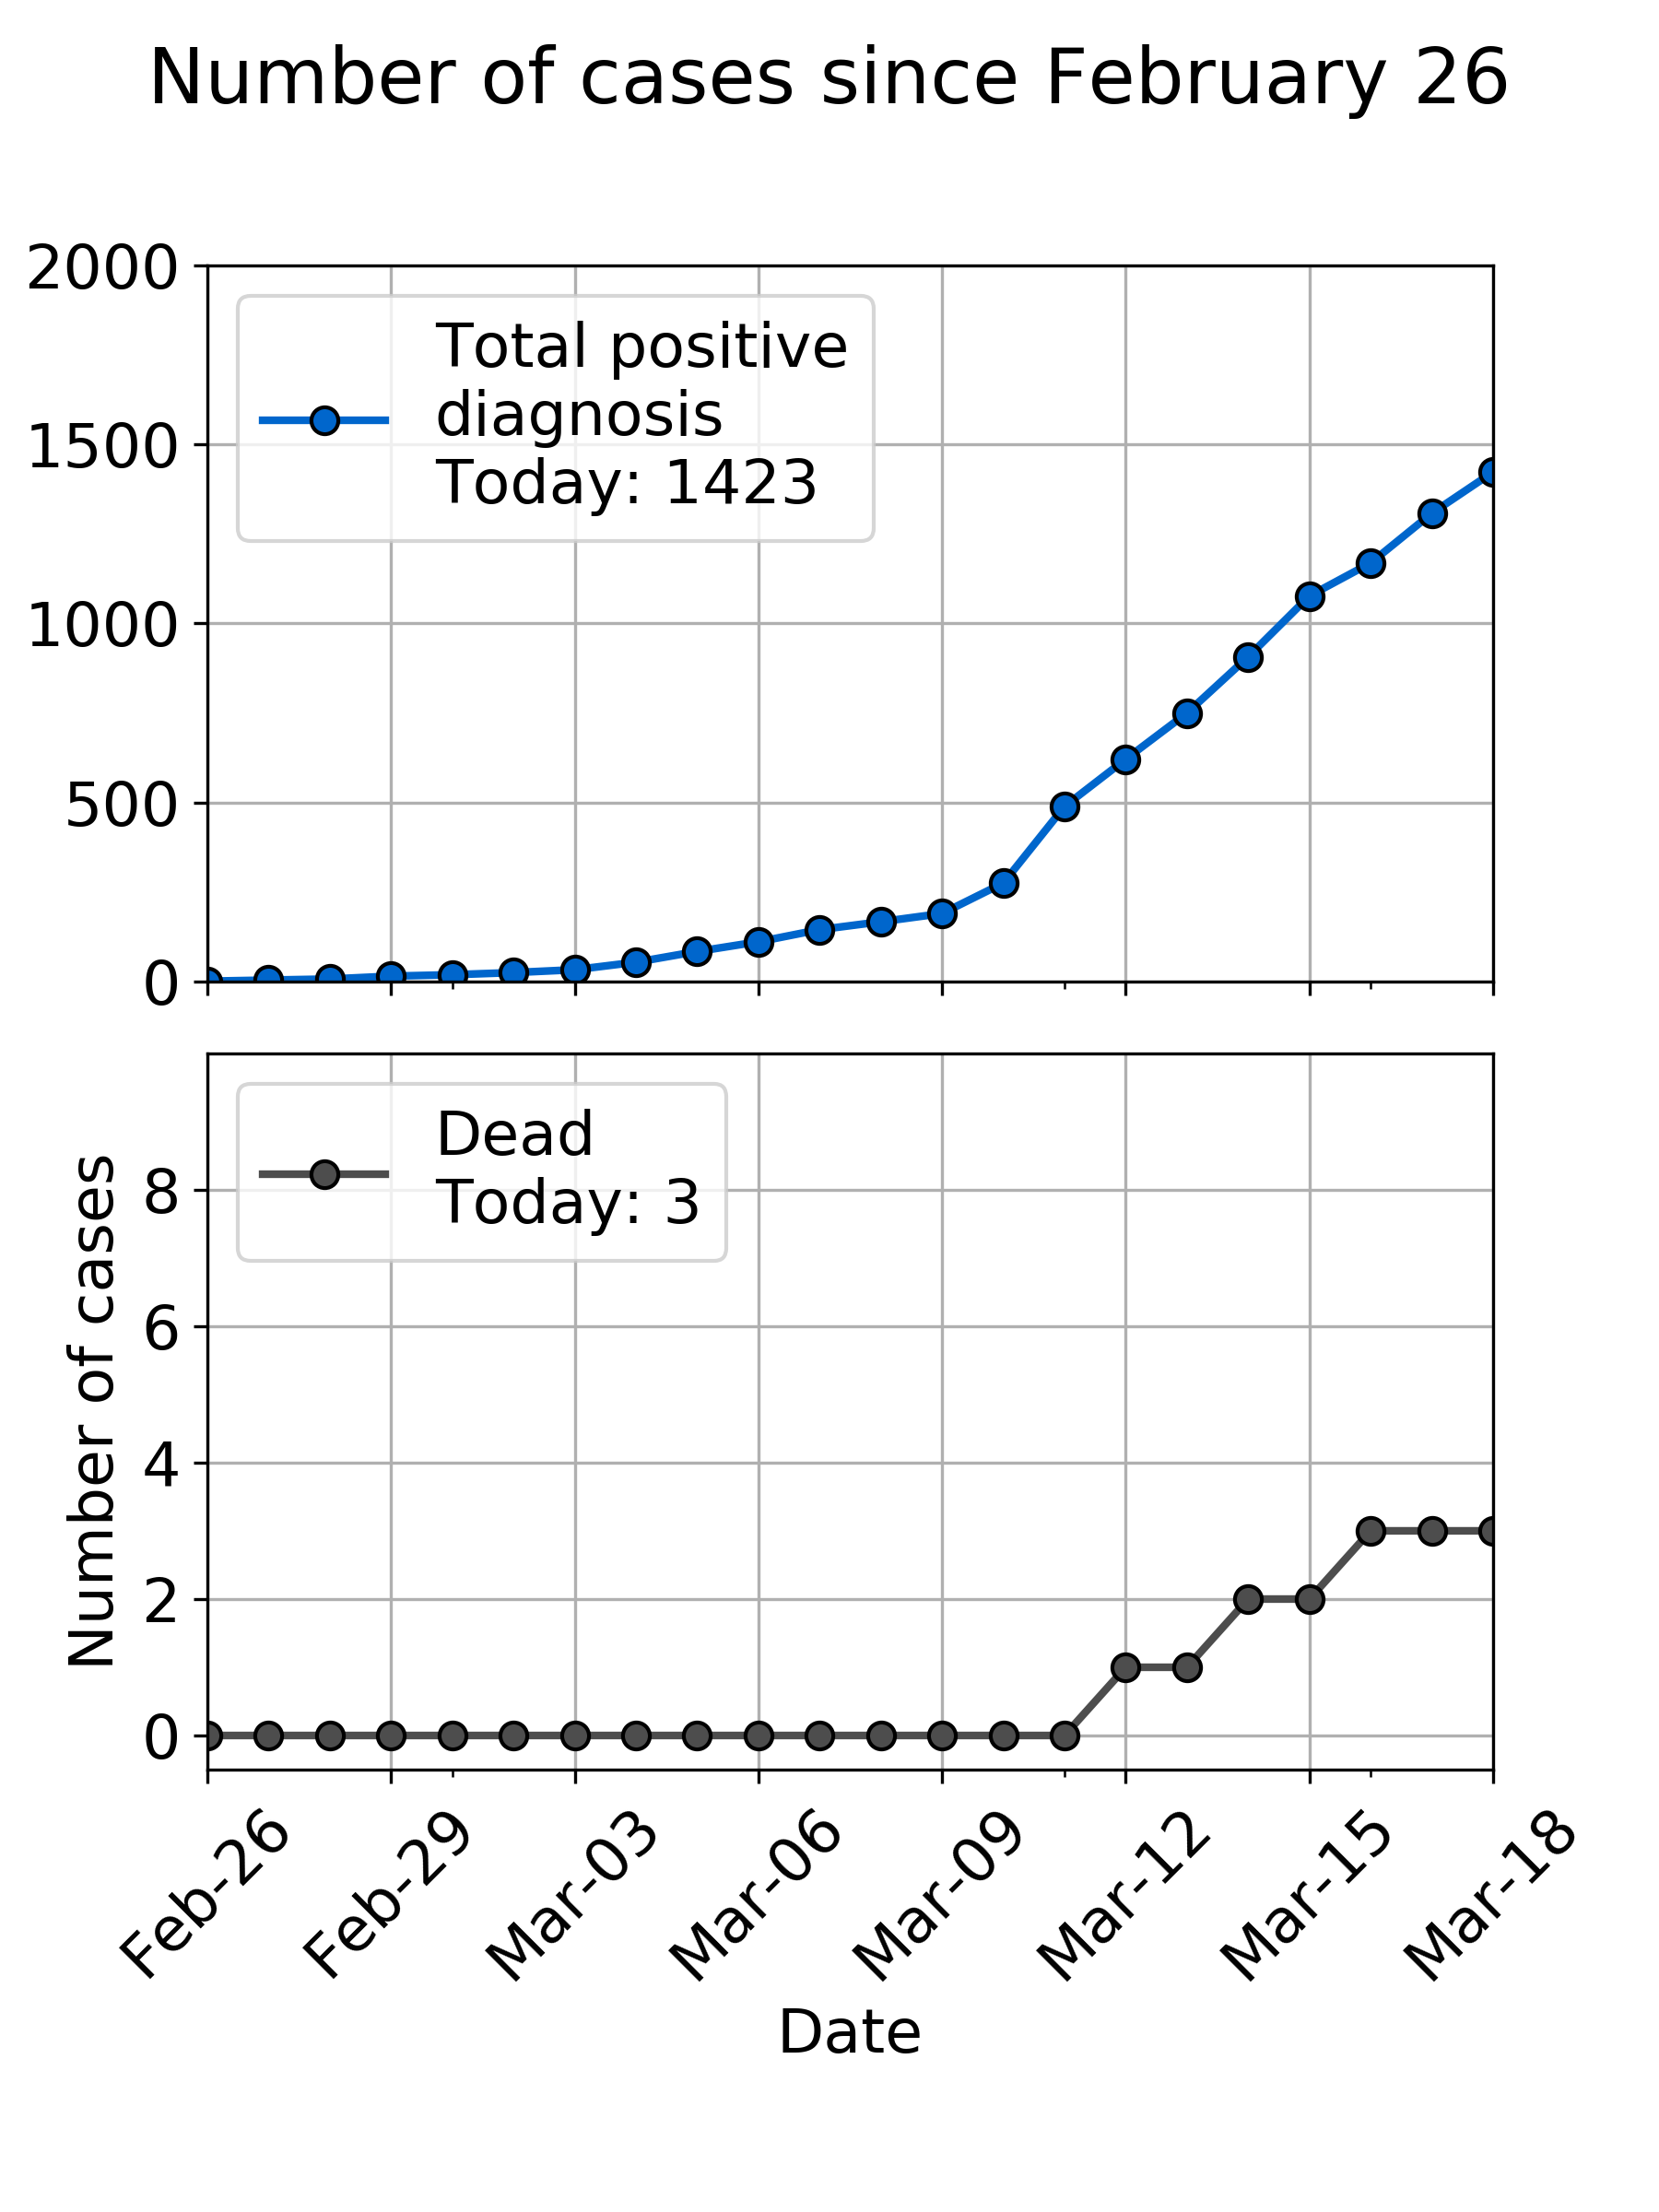 Number of cases since February 26
2000
1500
1000
500
0
Total positive
diagnosis
Today: 1423
Number of cases
8
6
4
2
0
Dead
Today: 3
Feb-26
Feb-29
Mar-03
Mar-06
Mar-09
Mar-12
Mar-15
Mar-18
Date